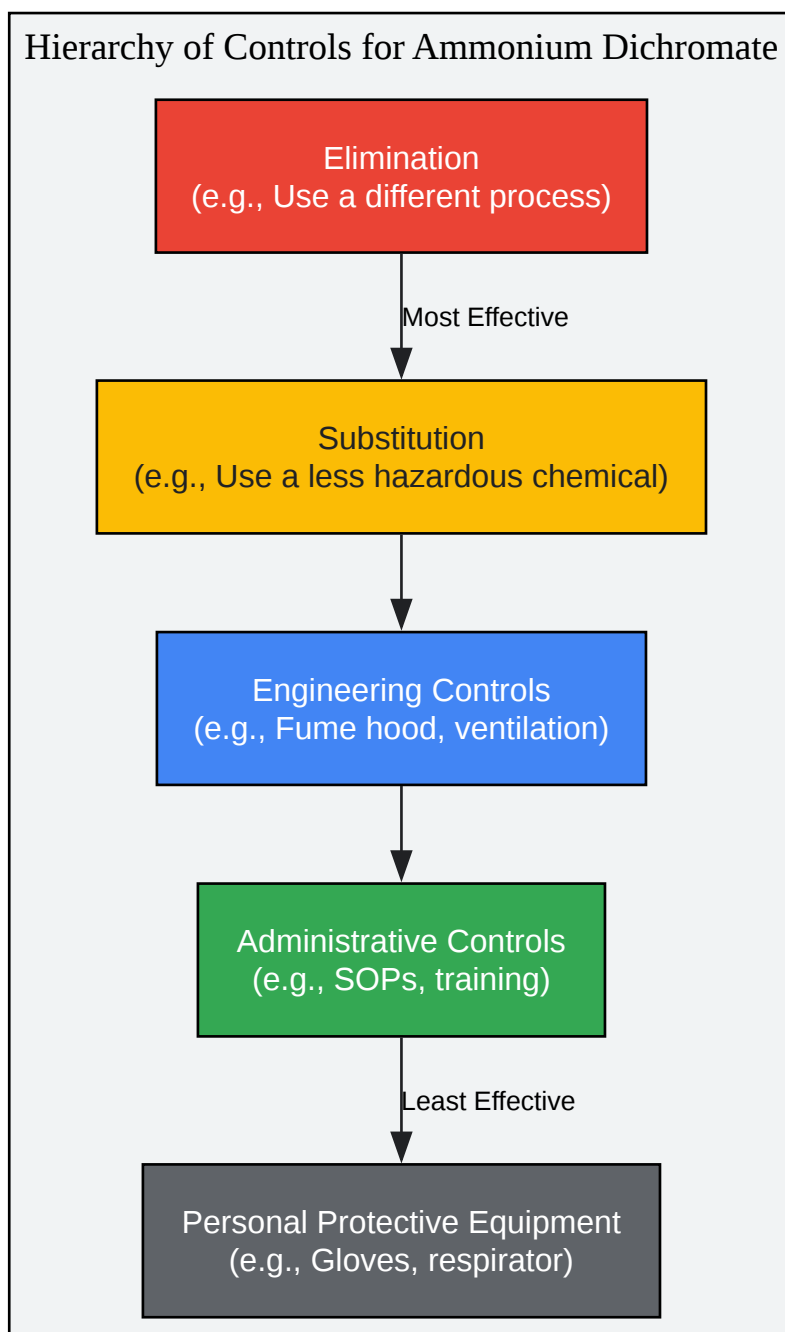 Hierarchy of Controls for Ammonium Dichromate
Elimination
(e.g., Use a different process)
Most Effective
Substitution
(e.g., Use a less hazardous chemical)
Engineering Controls
(e.g., Fume hood, ventilation)
Administrative Controls
(e.g., SOPs, training)
Least Effective
Personal Protective Equipment
(e.g., Gloves, respirator)